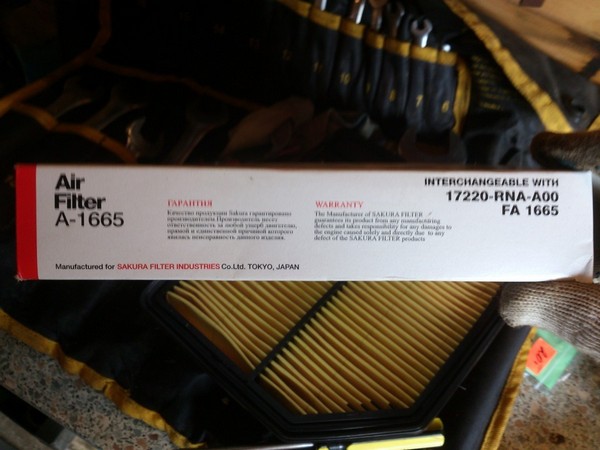 Air
Filter
A-1665
ГАРАНТИЯ
Качество продукции Sakura гарантировано
производителем. Производитель несет
ответственность за любой ущерб двигателю,
прямой и единственной причиной которого
явилась неисправность данного изделия.
WARRANTY
The Manufacturer of SAKURA FILTER
guarantees its product from any manufacturing
defects and takes responsibility for any damages to
the engine caused solely and directly due to any
defect of the SAKURA FILTER products
INTERCHANGEABLE WITH
17220-RNA-A00
FA 1665
Manufactured for SAKURA FILTER INDUSTRIES Co.Ltd. TOKYO, JAPAN